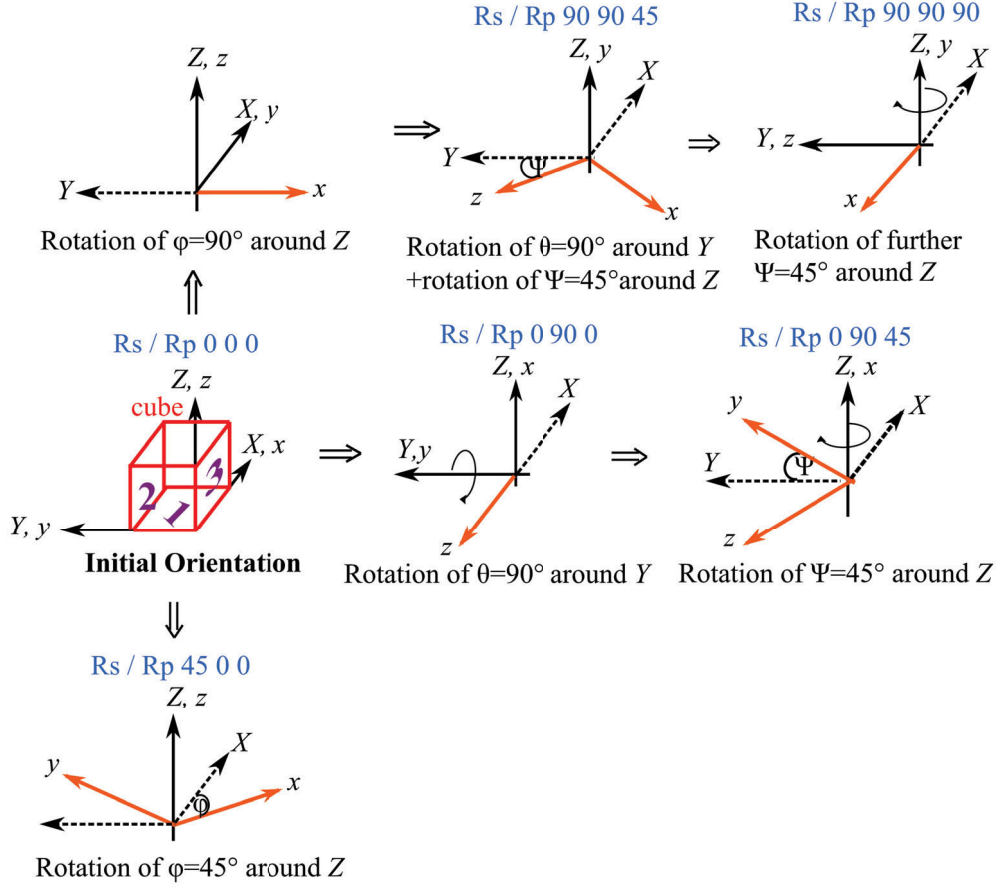 Rs / Rp 90 90 45
Rs / Rp 90 90 90
Z, z
X, y
Y
x
Rotation of φ=90° around Z
Z, y
X
Y
Ψ
z
x
Rotation of θ=90° around Y
+rotation of Ψ=45°around Z
Z
X
Y, z
x
Rotation of further
Ψ=45° around Z
Rs / Rp 0 0 0
Z, z
cube
X, x
2
1
3
Y, y
Initial Orientation
Rs / Rp 0 90 0
Z, x
X
Y,y
z
Rotation of θ=90° around Y
Rs / Rp 0 90 45
Z, x
y
X
Y
Ψ
z
Rotation of Ψ=45° around Z
Rs / Rp 45 0 0
Z, z
X
y
x
φ
Rotation of φ=45° around Z